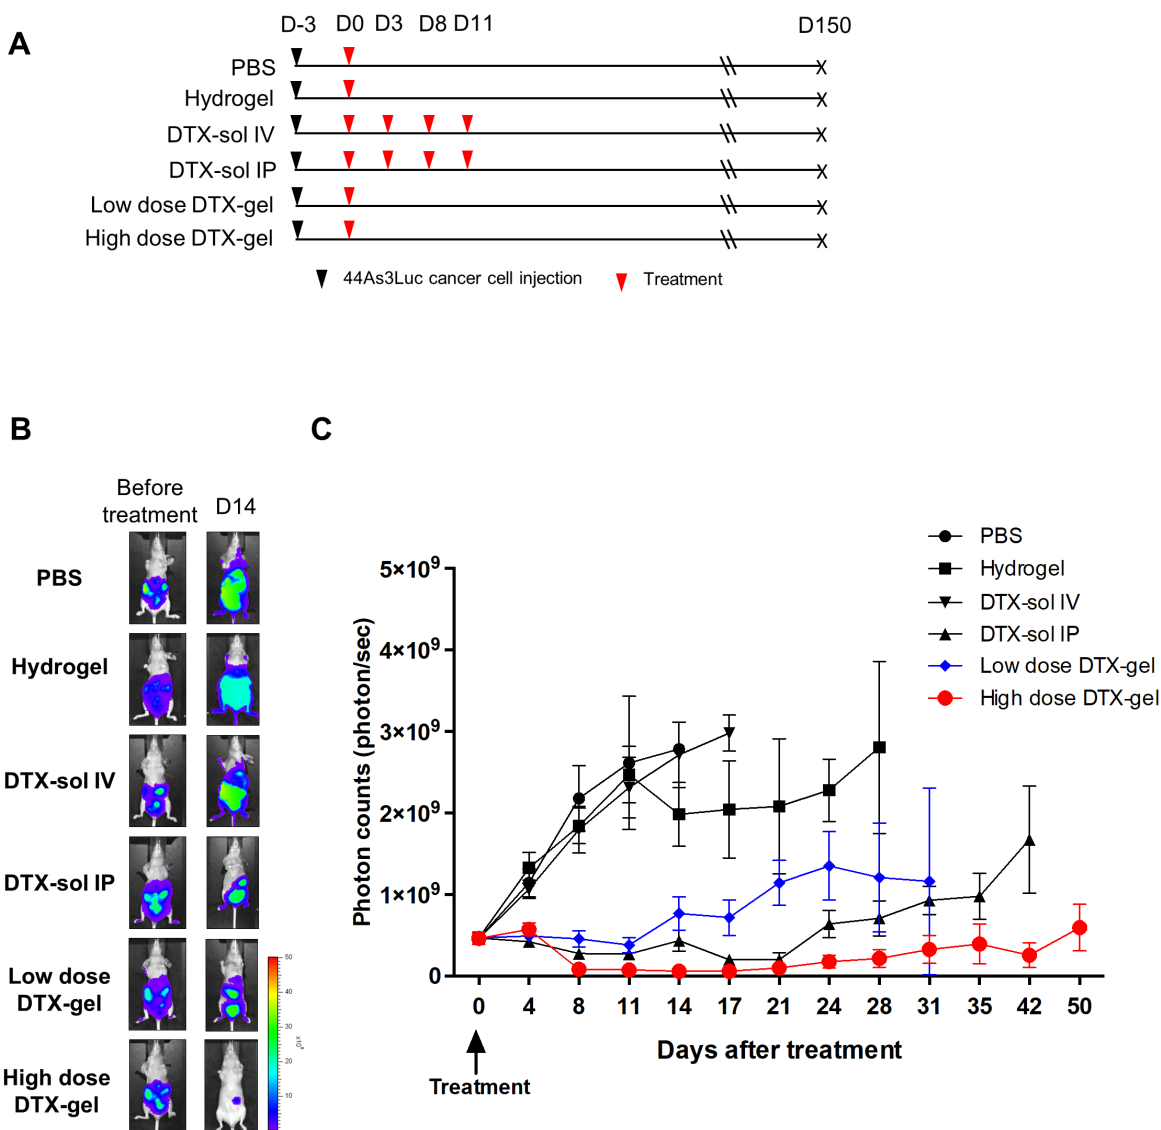 A
D-3 D0 D3 D8 D11 D150
PBS
Hydrogel
DTX-sol IV
DTX-sol IP
Low dose DTX-gel
High dose DTX-gel
44As3Luc cancer cell injection
Treatment
B
Before
treatment
D14
PBS
Hydrogel
DTX-sol IV
DTX-sol IP
Low dose
DTX-gel
High dose
DTX-gel
50
40
30
20
10
C
PBS
Hydrogel
DTX-sol IV
DTX-sol IP
Low dose DTX-gel
High dose DTX-gel
Photon counts (photon/sec)
5×10⁹
4×10⁹
3×10⁹
2×10⁹
1×10⁹
0
0 4 8 11 14 17 21 24 28 31 35 42 50
Days after treatment
Treatment